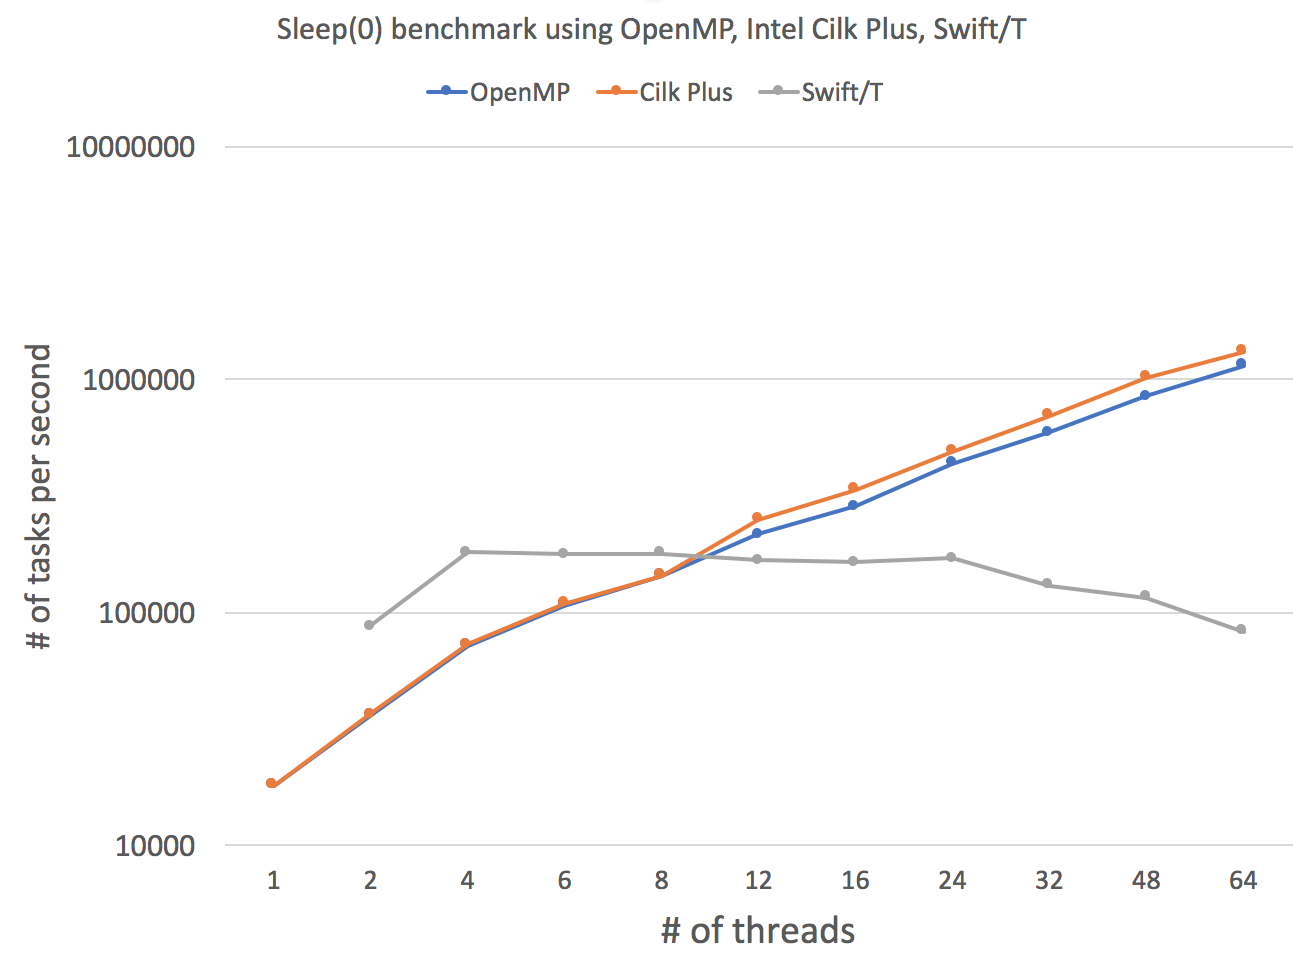 Sleep(0) benchmark using OpenMP, Intel Cilk Plus, Swift/T
OpenMP Cilk Plus Swift/T
10000000
1000000
100000
10000
# of tasks per second
1 2 4 6 8 12 16 24 32 48 64
# of threads